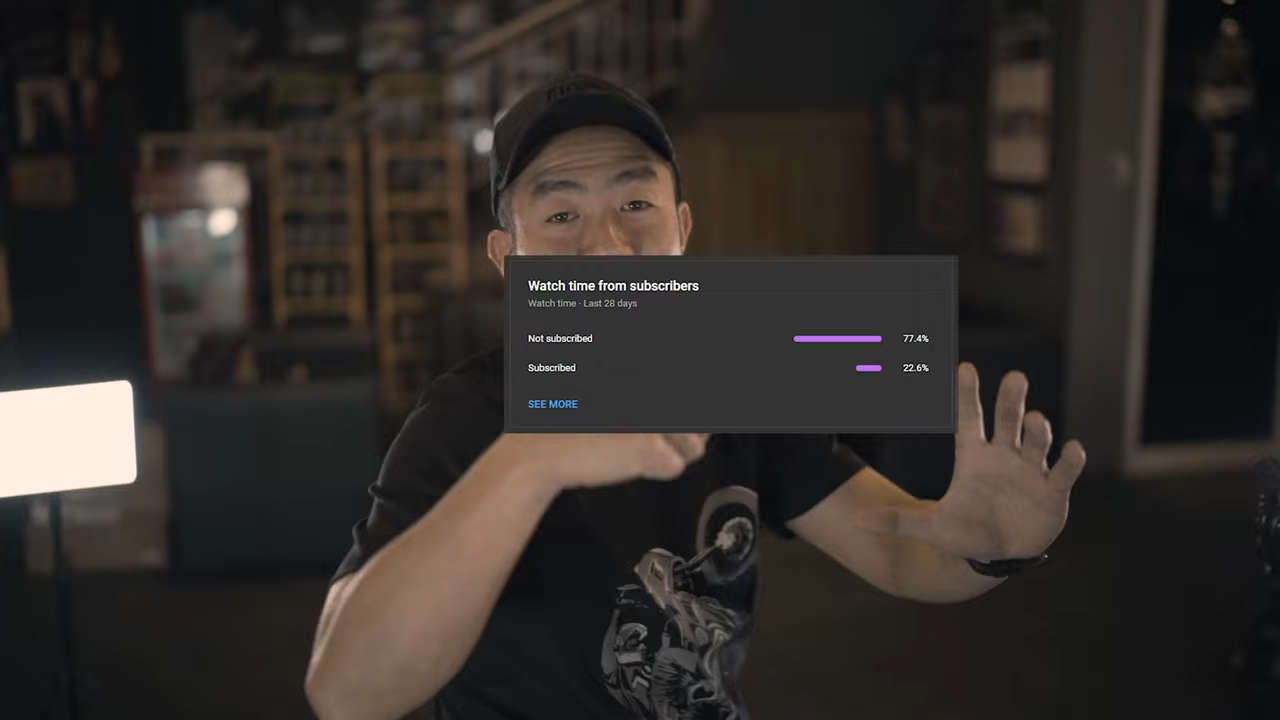 Watch time from subscribers
Watch time · Last 28 days
Not subscribed 77.4%
Subscribed 22.6%
SEE MORE